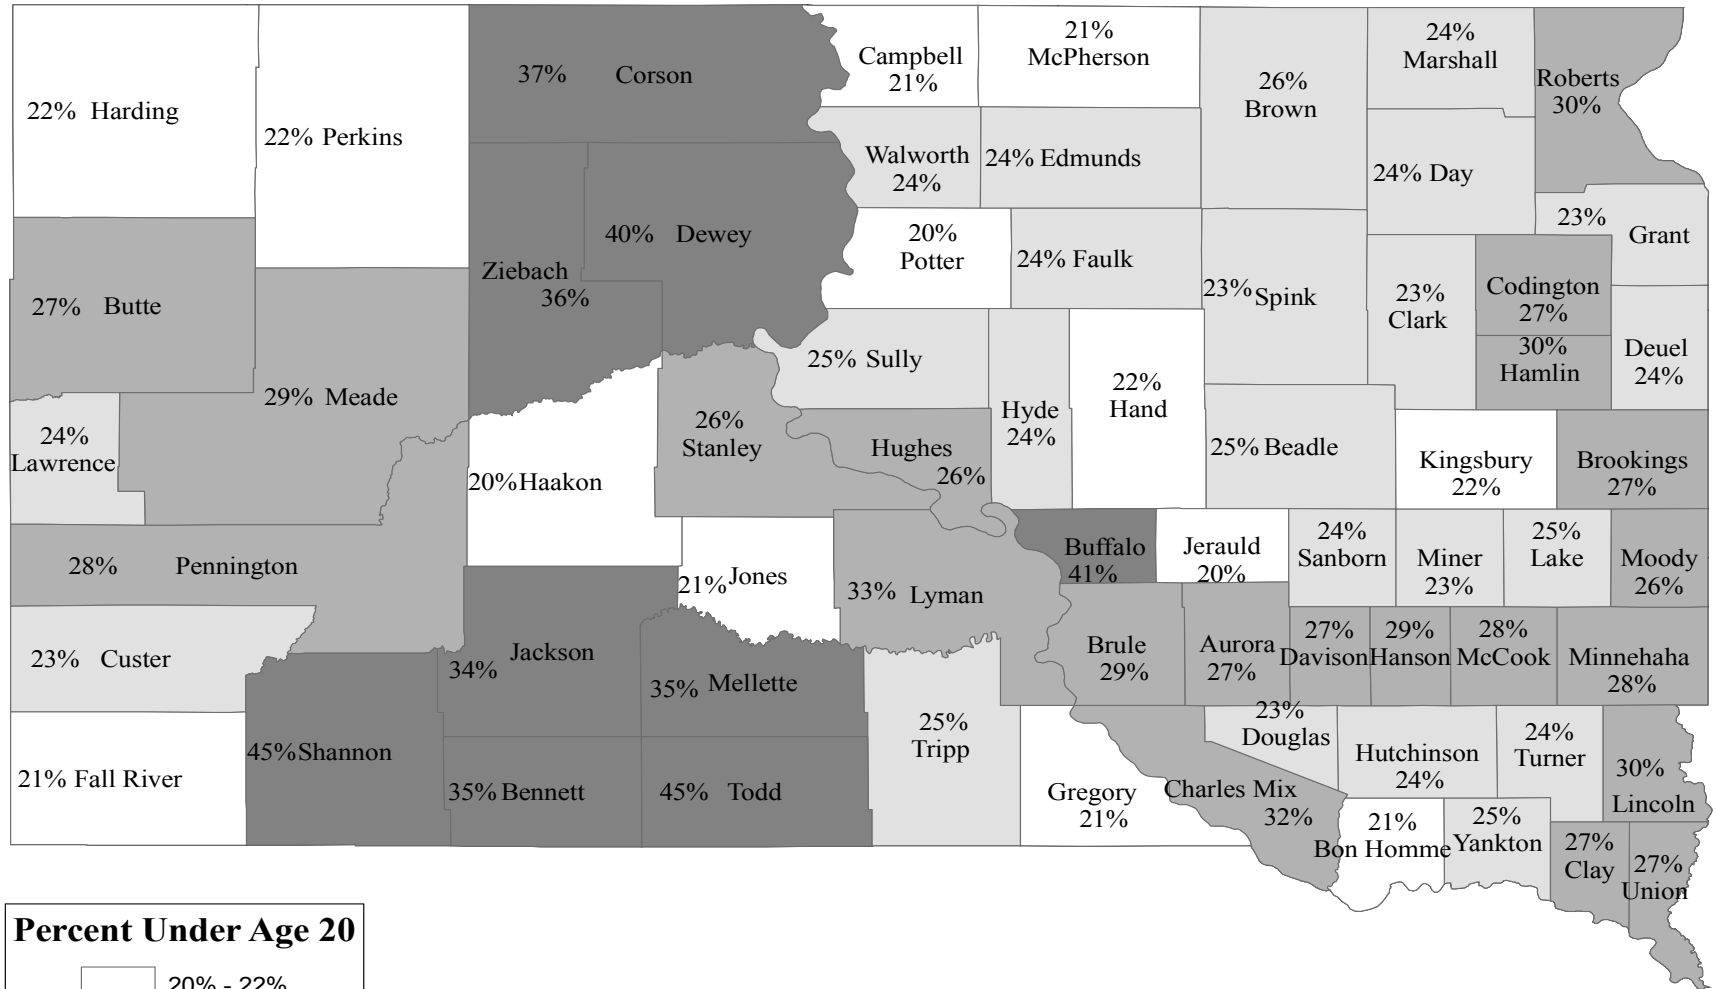 37% Corson
Campbell
21%
21%
McPherson
26%
Brown
24%
Marshall
Roberts
30%
22% Harding
22% Perkins
Walworth
24%
24% Edmunds
24% Day
23% Grant
40% Dewey
Ziebach
36%
20%
Potter
24% Faulk
23% Spink
23%
Clark
Codington
27%
30%
Hamlin
Deuel
24%
27% Butte
29% Meade
25% Sully
Hyde
24%
22%
Hand
25% Beadle
Kingsbury
22%
Brookings
27%
24%
Lawrence
26%
Stanley
Hughes
26%
20% Haakon
28% Pennington
21% Jones
33% Lyman
Buffalo
41%
Jerauld
20%
24%
Sanborn
Miner
23%
25%
Lake
Moody
26%
23% Custer
34% Jackson
35% Mellette
Brule
29%
Aurora
27%
27%
Davison
29%
Hanson
28%
McCook
Minnehaha
28%
21% Fall River
45% Shannon
35% Bennett
45% Todd
25%
Tripp
Gregory
21%
Charles Mix
32%
23%
Douglas
Hutchinson
24%
24%
Turner
30%
Lincoln
21%
Bon Homme
25%
Yankton
27%
Clay
27%
Union
Percent Under Age 20
20% - 22%